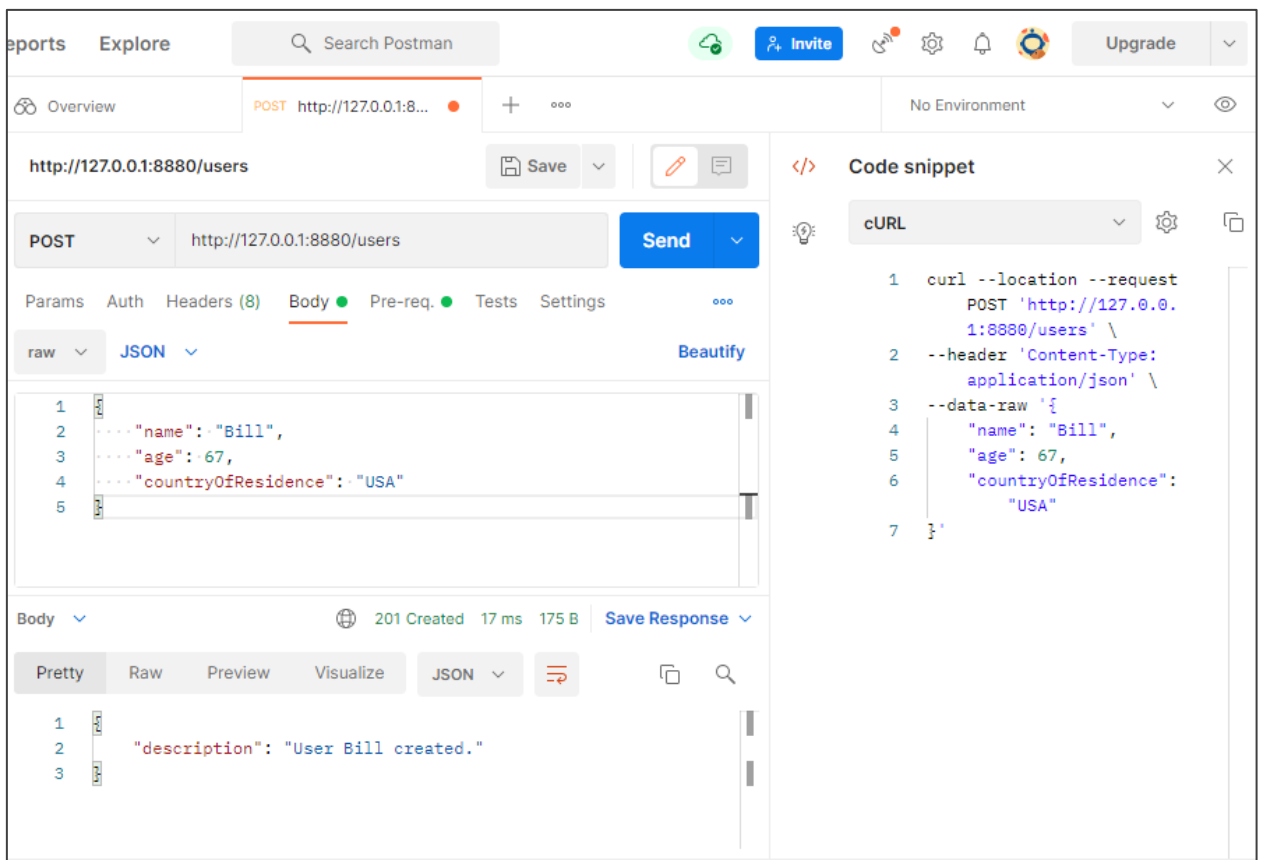 eports Explore Search Postman Invite Upgrade
Overview POST http://127.0.0.1:8... No Environment
http://127.0.0.1:8880/users Save </> Code snippet
POST http://127.0.0.1:8880/users Send cURL
Params Auth Headers (8) Body Pre-req. Tests Settings
raw JSON Beautify
1 {
2 "name": "Bill",
3 "age": 67,
4 "countryOfResidence": "USA"
5 }
Body 201 Created 17 ms 175 B Save Response
Pretty Raw Preview Visualize JSON
1 {
2 "description": "User Bill created."
3 }
1 curl --location --request
POST 'http://127.0.0.
1:8880/users' \
2 --header 'Content-Type:
application/json' \
3 --data-raw '{
4 "name": "Bill",
5 "age": 67,
6 "countryOfResidence":
"USA"
7 }'